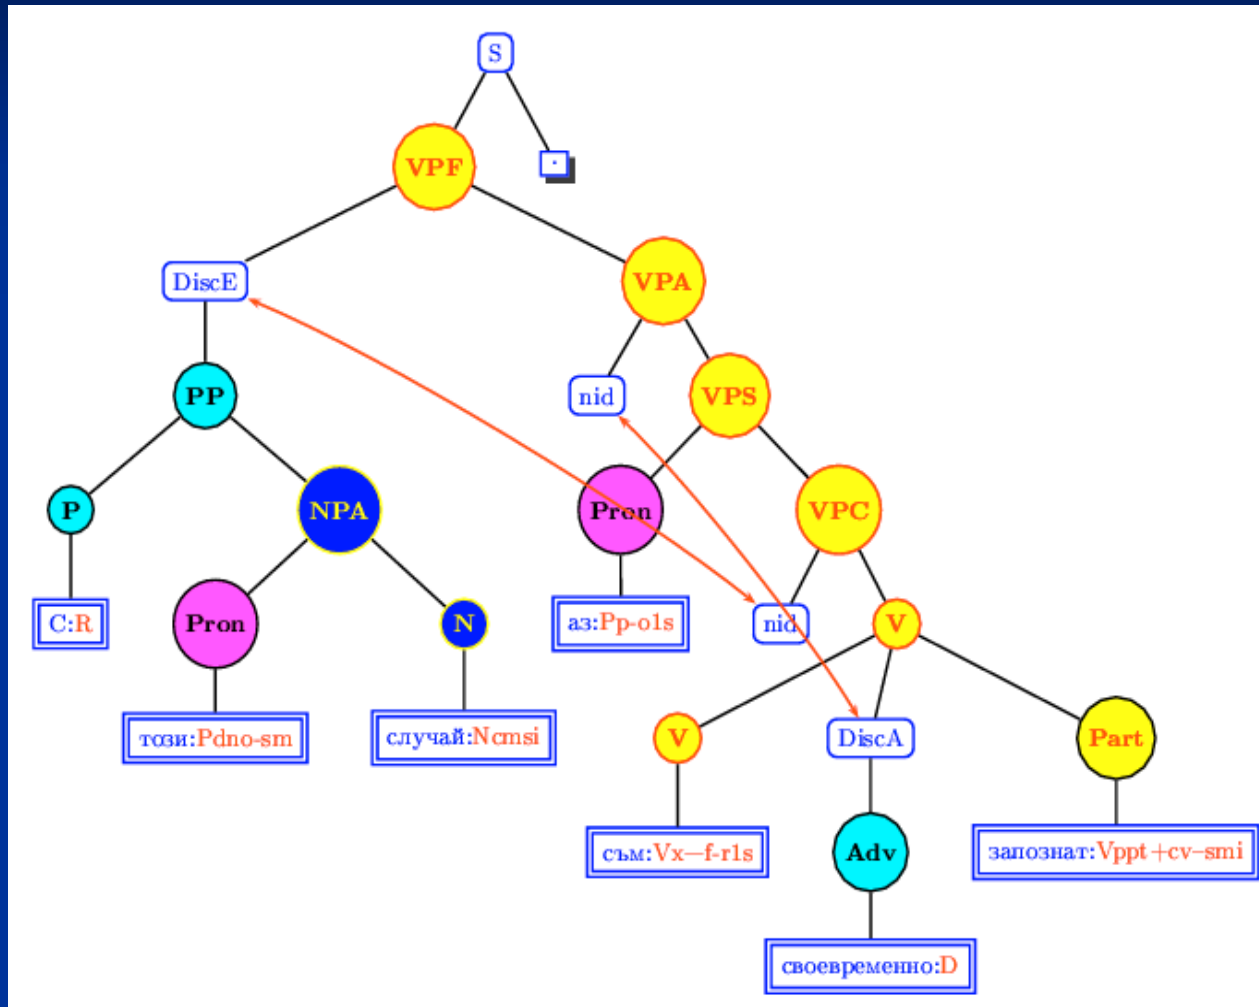 S
VPF
.
DiscE
VPA
PP
nid
VPS
P
NPA
Pron
VPC
С:R
Pron
N
аз:Pp-o1s
nid
V
този:Pdno-sm
случай:Ncmsi
V
DiscA
Part
съм:Vx—f-r1s
Adv
запознат:Vppt+cv–smi
своевременно:D